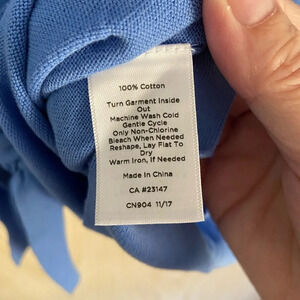 100% Cotton
Turn Garment Inside
Out
Machine Wash Cold
Gentle Cycle
Only Non-Chlorine
Bleach When Needed
Reshape, Lay Flat To
Dry
Warm Iron, If Needed
Made In China
CA #23147
CN904 11/17